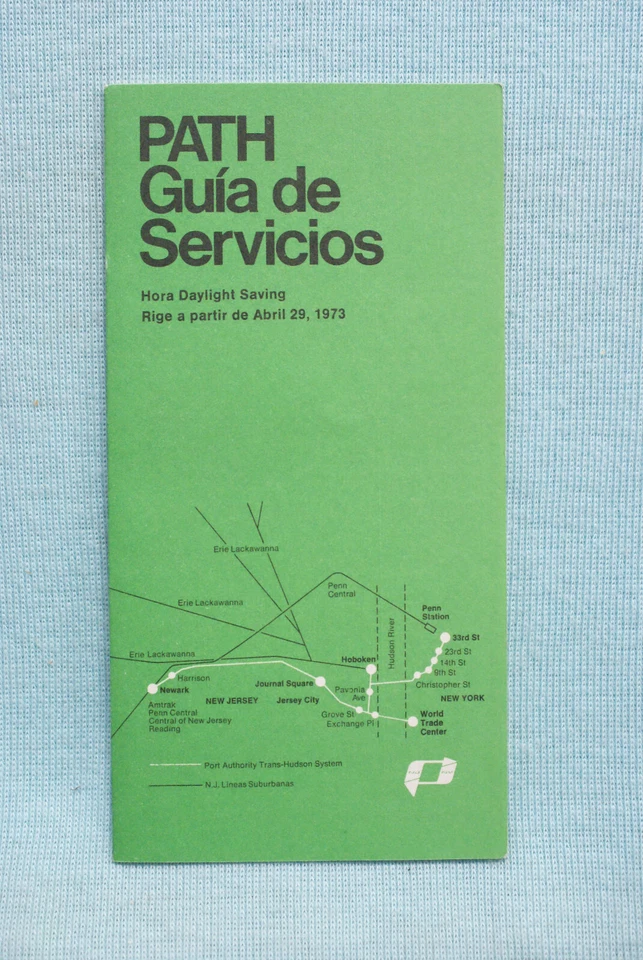 PATH
Guía de
Servicios
Hora Daylight Saving
Rige a partir de Abril 29, 1973
Erie Lackawanna
Erie Lackawanna
Erie Lackawanna
Penn
Central
Penn
Station
Hudson River
33rd St
23rd St
14th St
9th St
Christopher St
NEW YORK
Hoboken
Harrison
Newark
Journal Square
Pavonia
Ave
Amtrak
Penn Central
Central of New Jersey
Reading
NEW JERSEY
Jersey City
Grove St
Exchange Pl
World
Trade
Center
Port Authority Trans-Hudson System
N.J. Líneas Suburbanas